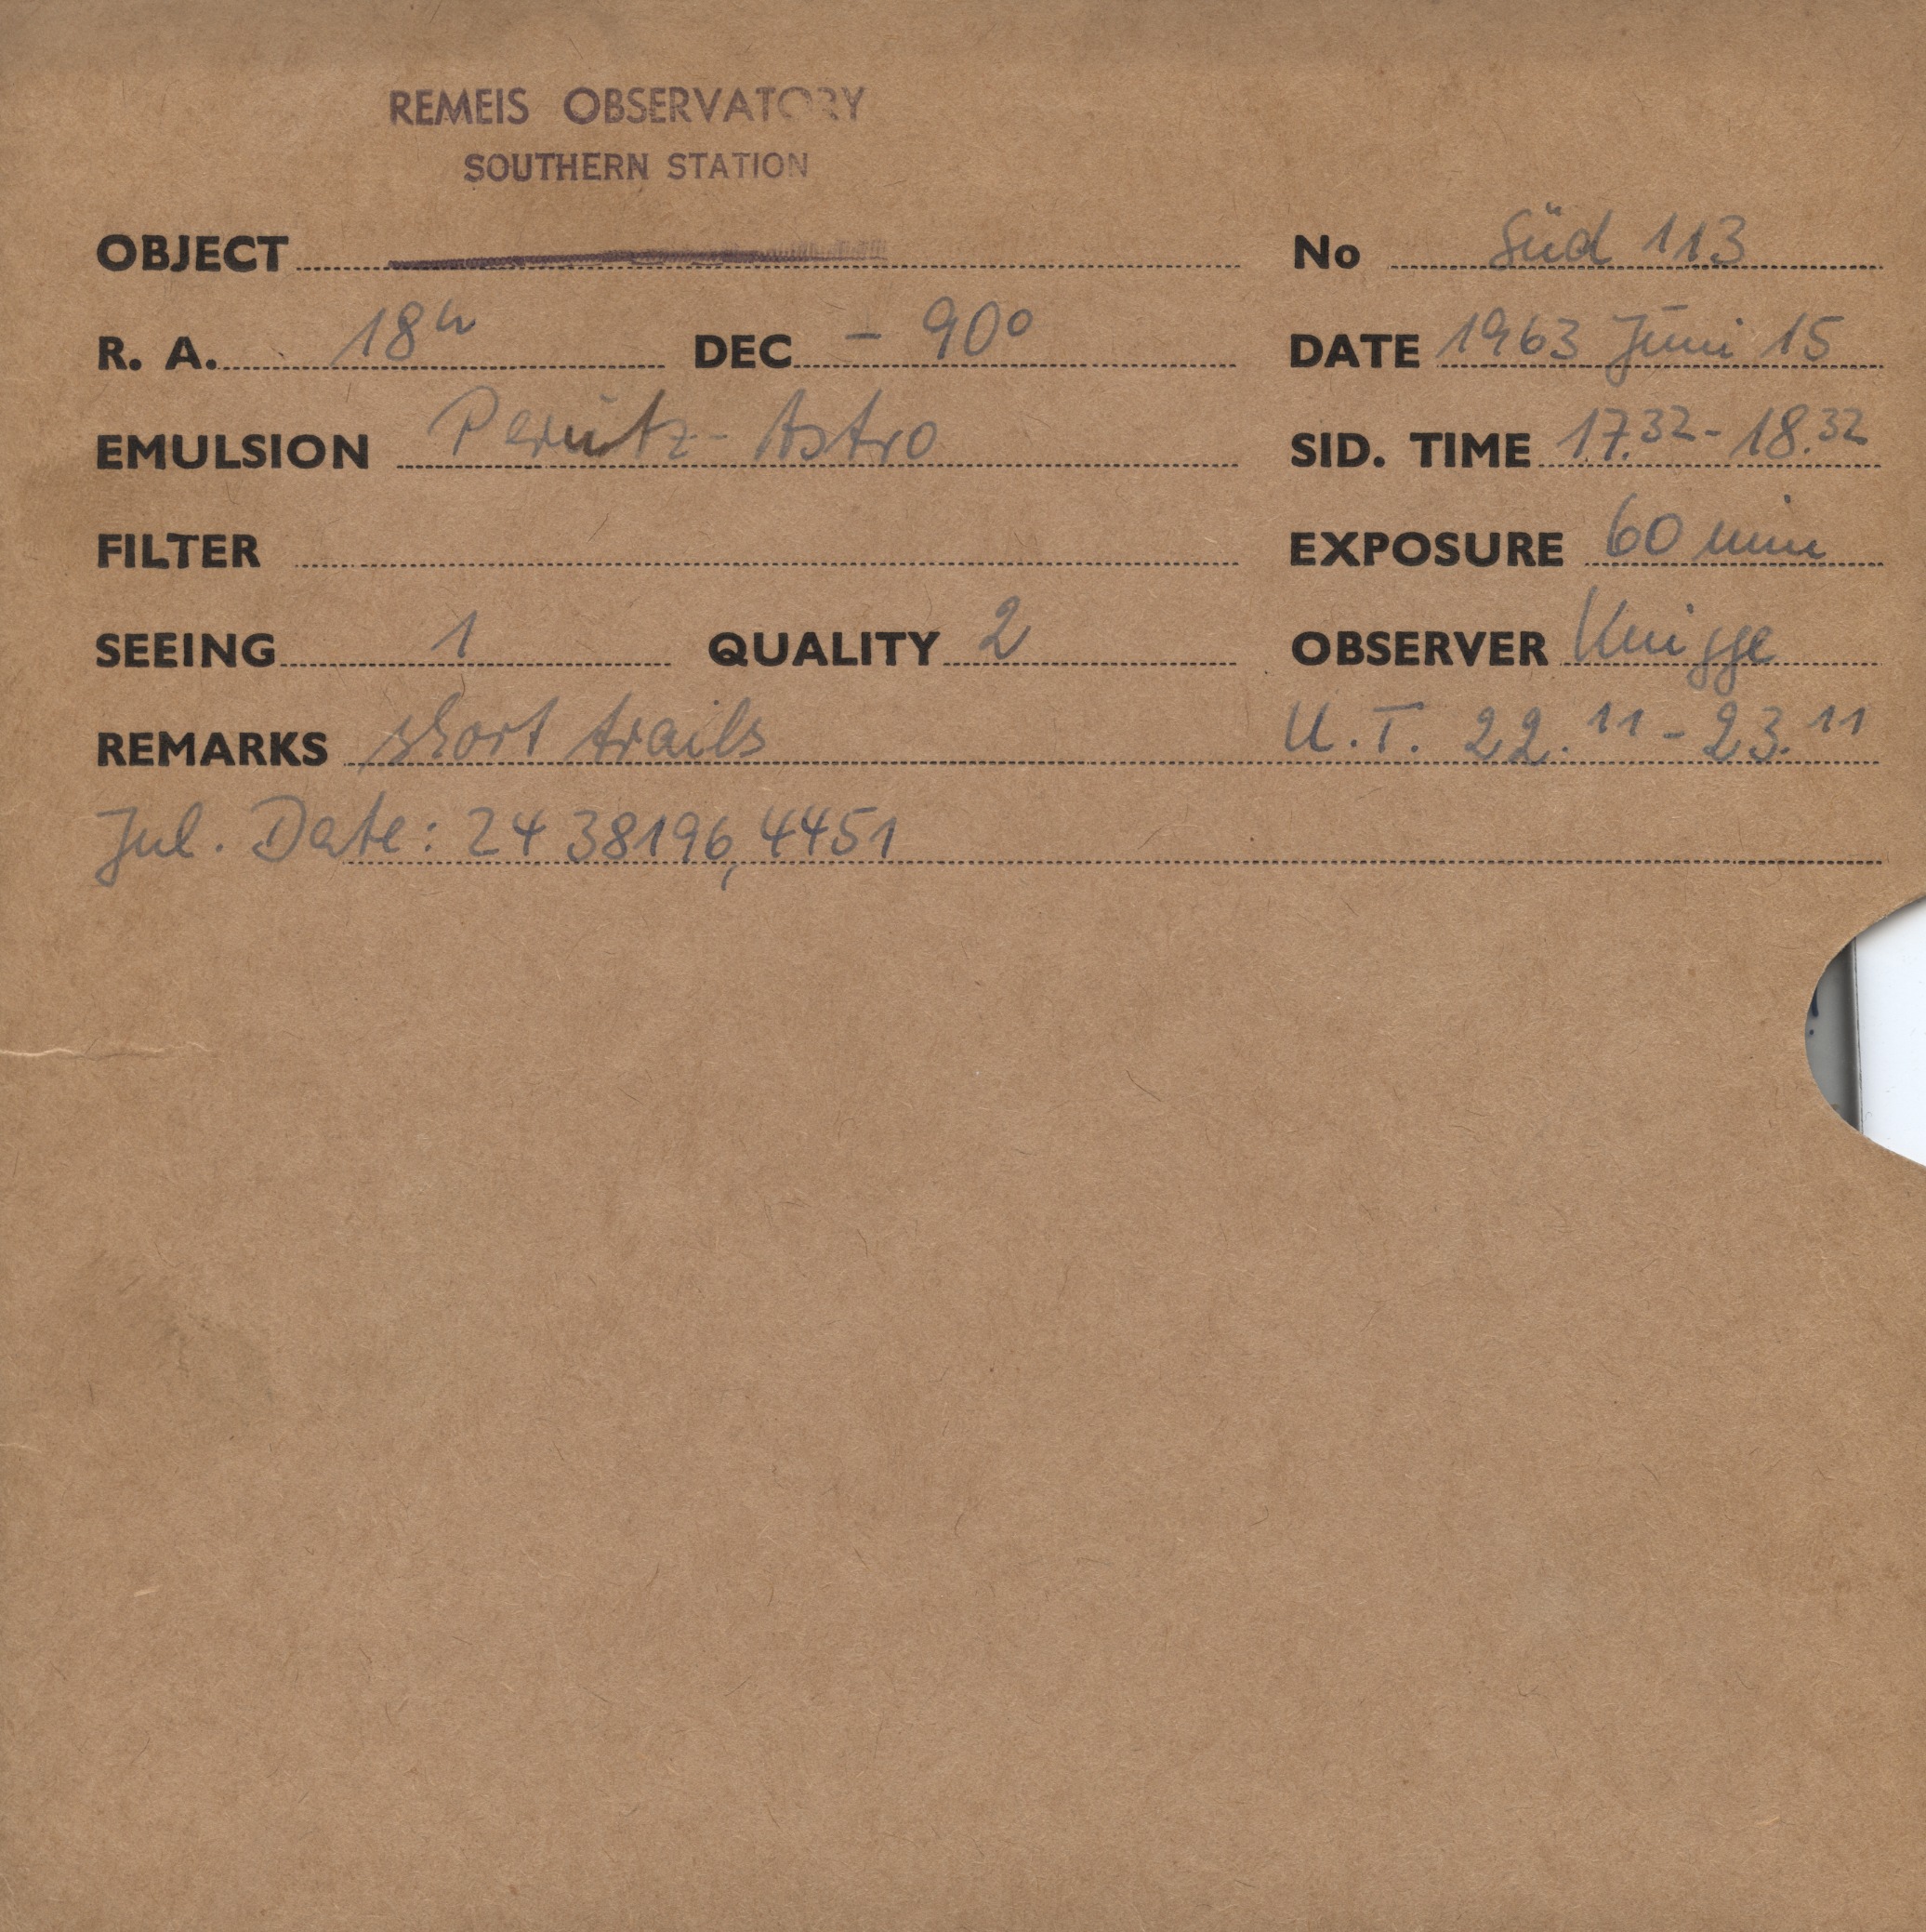 REMEIS OBSERVATORY
SOUTHERN STATION
OBJECT No Süd 113
R. A. 18h DEC - 90° DATE 1963 Juni 15
EMULSION Perutz-Astro SID. TIME 17.32 - 18.32
FILTER EXPOSURE 60 min
SEEING 1 QUALITY 2 OBSERVER Knigge
REMARKS short trails U.T. 22.11 - 23.11
Jul. Date: 24 38196,4451